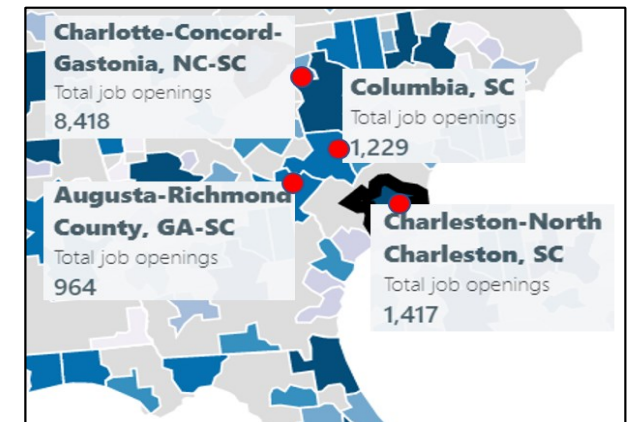 Charlotte-Concord-
Gastonia, NC-SC
Total job openings
8,418
Columbia, SC
Total job openings
1,229
Augusta-Richmond
County, GA-SC
Total job openings
964
Charleston-North
Charleston, SC
Total job openings
1,417